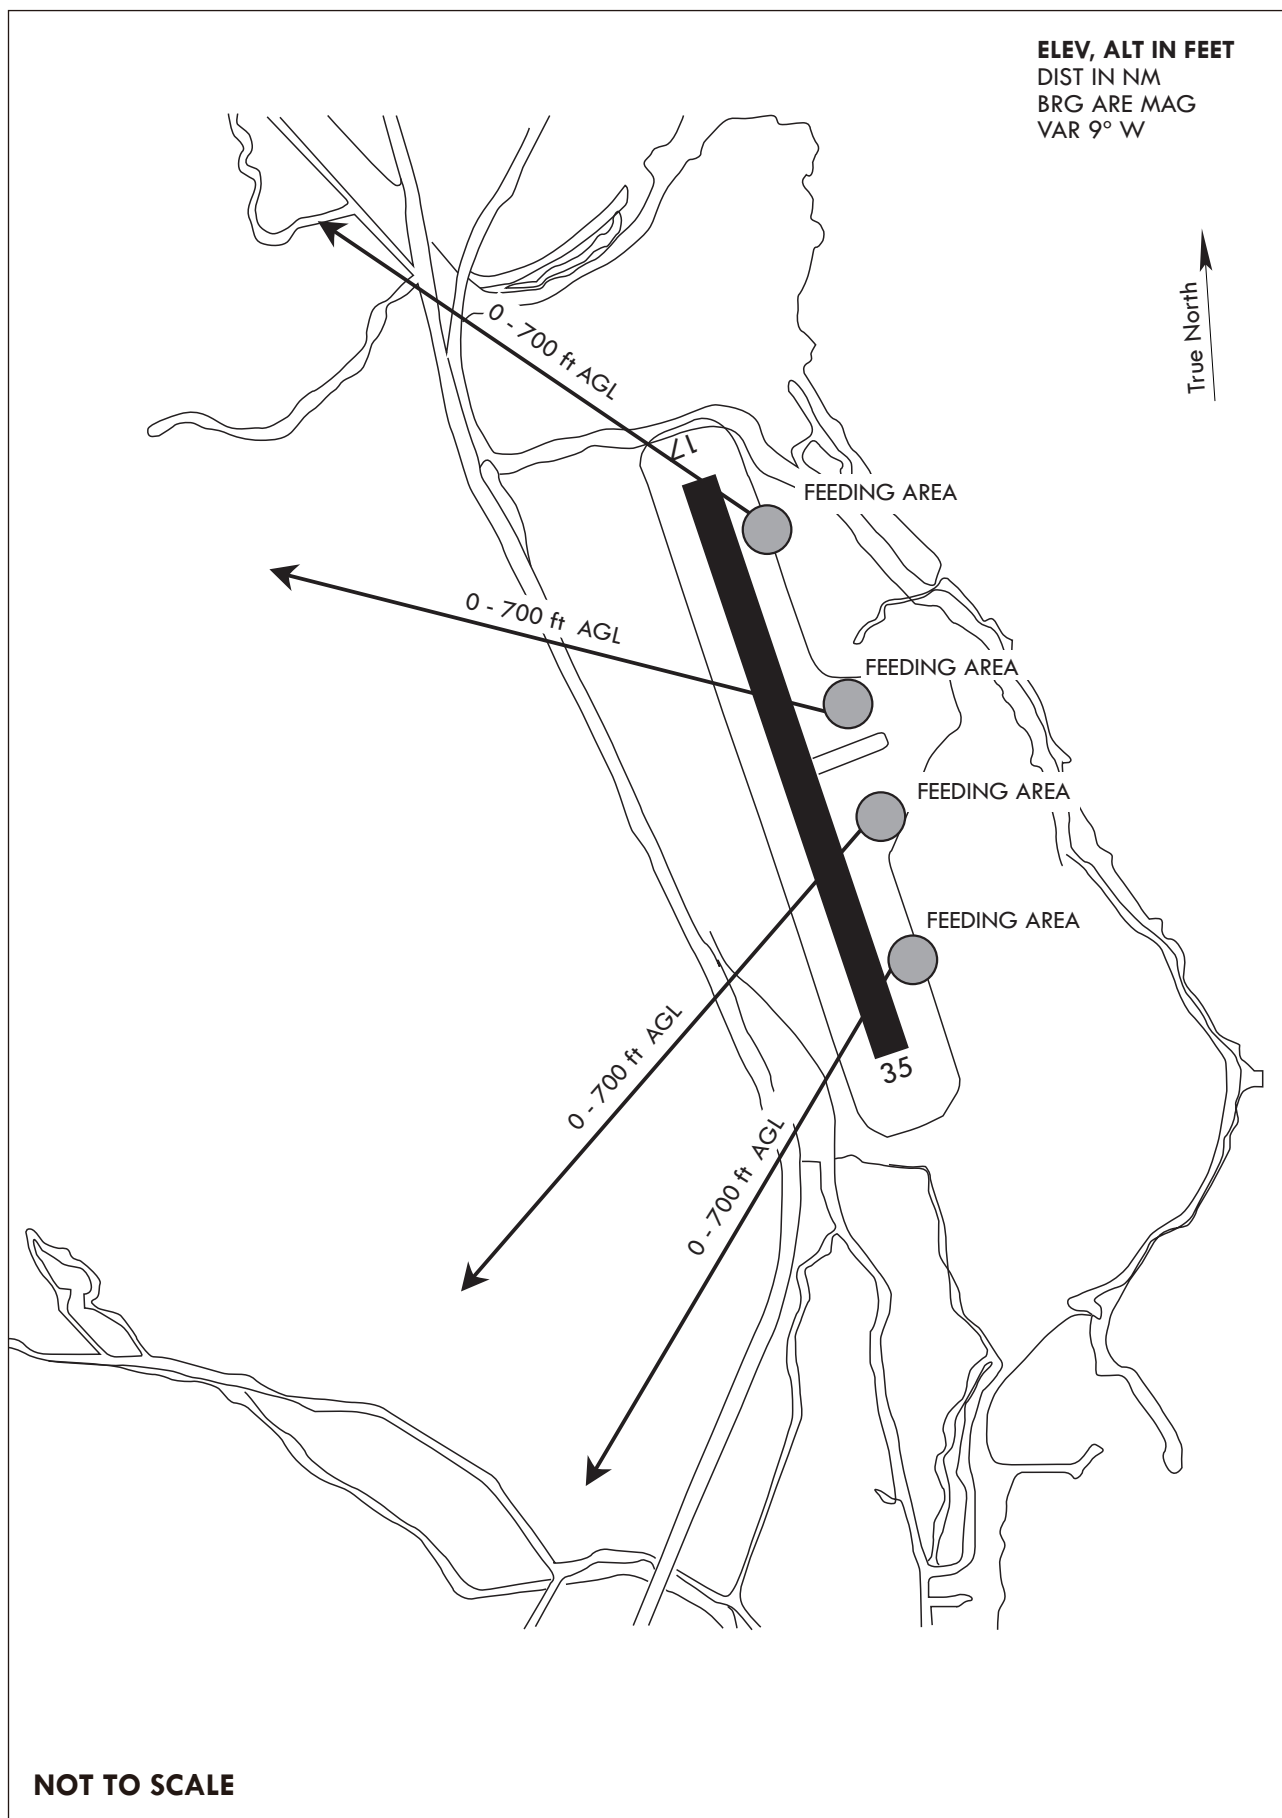 ELEV, ALT IN FEET
DIST IN NM
BRG ARE MAG
VAR 9° W
True North
0 - 700 ft AGL
17
FEEDING AREA
0 - 700 ft AGL
FEEDING AREA
FEEDING AREA
FEEDING AREA
0 - 700 ft AGL
35
0 - 700 ft AGL
NOT TO SCALE